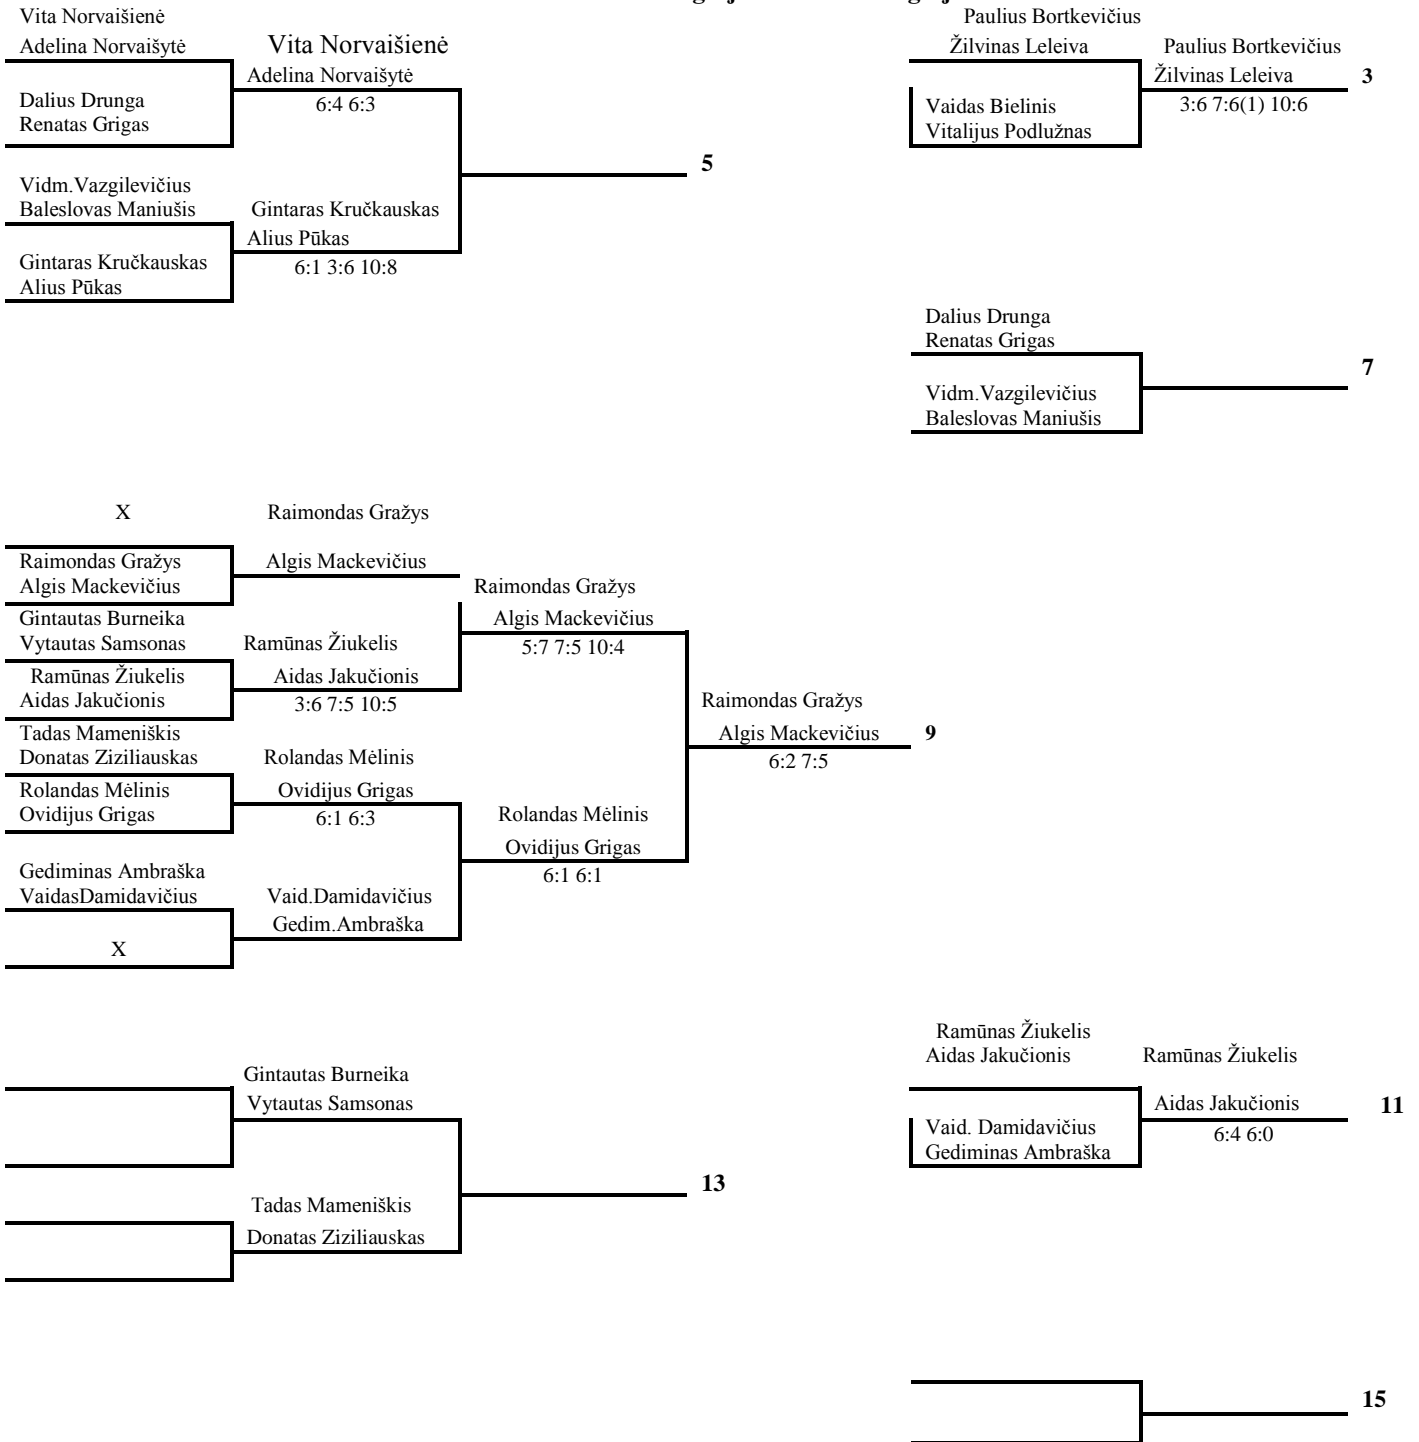 Vita Norvaišienė
Adelina Norvaišytė
Vita Norvaišienė
Adelina Norvaišytė
6:4 6:3
Dalius Drunga
Renatas Grigas
5
Vidm.Vazgilevičius
Baleslovas Maniušis
Gintaras Kručkauskas
Alius Pūkas
6:1 3:6 10:8
Gintaras Kručkauskas
Alius Pūkas
Paulius Bortkevičius
Žilvinas Leleiva
Paulius Bortkevičius
Žilvinas Leleiva
3
3:6 7:6(1) 10:6
Vaidas Bielinis
Vitalijus Podlužnas
Dalius Drunga
Renatas Grigas
7
Vidm.Vazgilevičius
Baleslovas Maniušis
X
Raimondas Gražys
Raimondas Gražys
Algis Mackevičius
Algis Mackevičius
Raimondas Gražys
Algis Mackevičius
5:7 7:5 10:4
Gintautas Burneika
Vytautas Samsonas
Ramūnas Žiukelis
Aidas Jakučionis
3:6 7:5 10:5
Ramūnas Žiukelis
Aidas Jakučionis
Raimondas Gražys
Algis Mackevičius
9
6:2 7:5
Tadas Mameniškis
Donatas Ziziliauskas
Rolandas Mėlinis
Ovidijus Grigas
6:1 6:3
Rolandas Mėlinis
Ovidijus Grigas
Rolandas Mėlinis
Ovidijus Grigas
6:1 6:1
Gediminas Ambraška
VaidasDamidavičius
Vaid.Damidavičius
Gedim.Ambraška
X
Gintautas Burneika
Vytautas Samsonas
13
Tadas Mameniškis
Donatas Ziziliauskas
Ramūnas Žiukelis
Aidas Jakučionis
Ramūnas Žiukelis
Aidas Jakučionis
11
6:4 6:0
Vaid. Damidavičius
Gediminas Ambraška
15